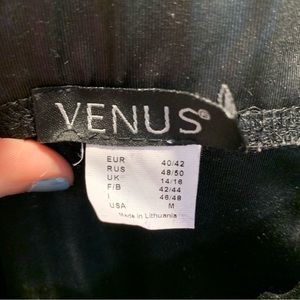 VENUS®
EUR 40/42
RUS 48/50
UK 14/16
F/B 42/44
I 46/48
USA M
Made in Lithuania